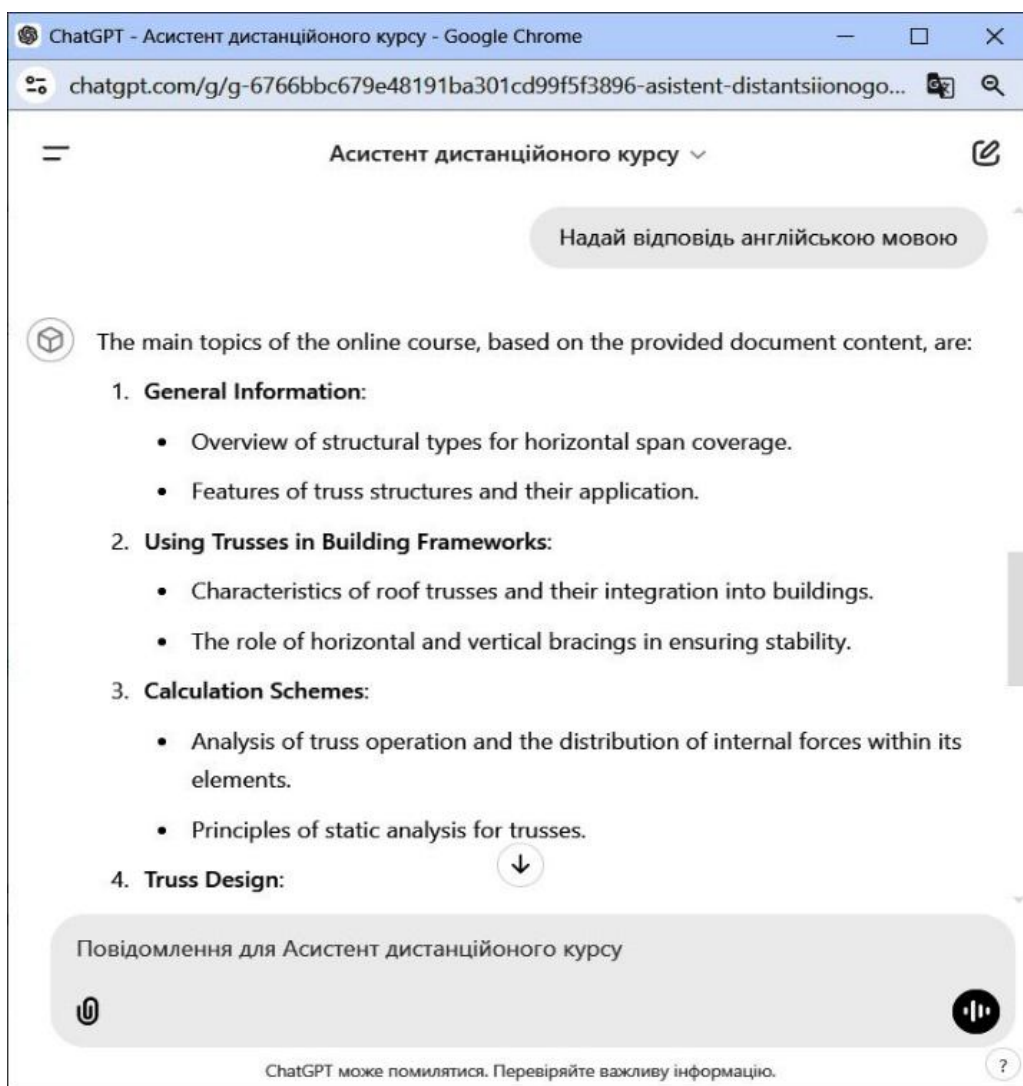 ChatGPT - Асистент дистанційоного курсу - Google Chrome
chatgpt.com/g/g-6766bbc679e48191ba301cd99f5f3896-asistent-distantsiionogo...
Асистент дистанційоного курсу
Надай відповідь англійською мовою
The main topics of the online course, based on the provided document content, are:
1. General Information:
• Overview of structural types for horizontal span coverage.
• Features of truss structures and their application.
2. Using Trusses in Building Frameworks:
• Characteristics of roof trusses and their integration into buildings.
• The role of horizontal and vertical bracings in ensuring stability.
3. Calculation Schemes:
• Analysis of truss operation and the distribution of internal forces within its
elements.
• Principles of static analysis for trusses.
4. Truss Design:
Повідомлення для Асистент дистанційоного курсу
ChatGPT може помилятися. Перевіряйте важливу інформацію.
?